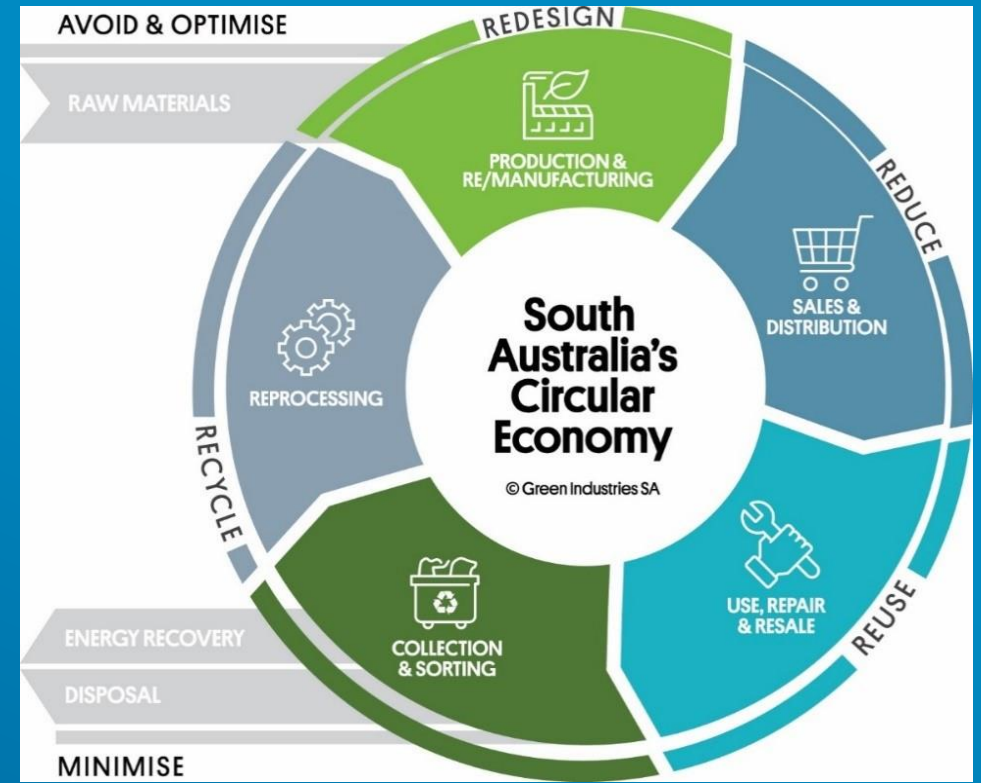 AVOID & OPTIMISE
RAW MATERIALS
REDESIGN
PRODUCTION &
RE/MANUFACTURING
REDUCE
SALES &
DISTRIBUTION
South
Australia's
Circular
Economy
© Green Industries SA
REPROCESSING
RECYCLE
USE, REPAIR
& RESALE
REUSE
COLLECTION
& SORTING
ENERGY RECOVERY
DISPOSAL
MINIMISE